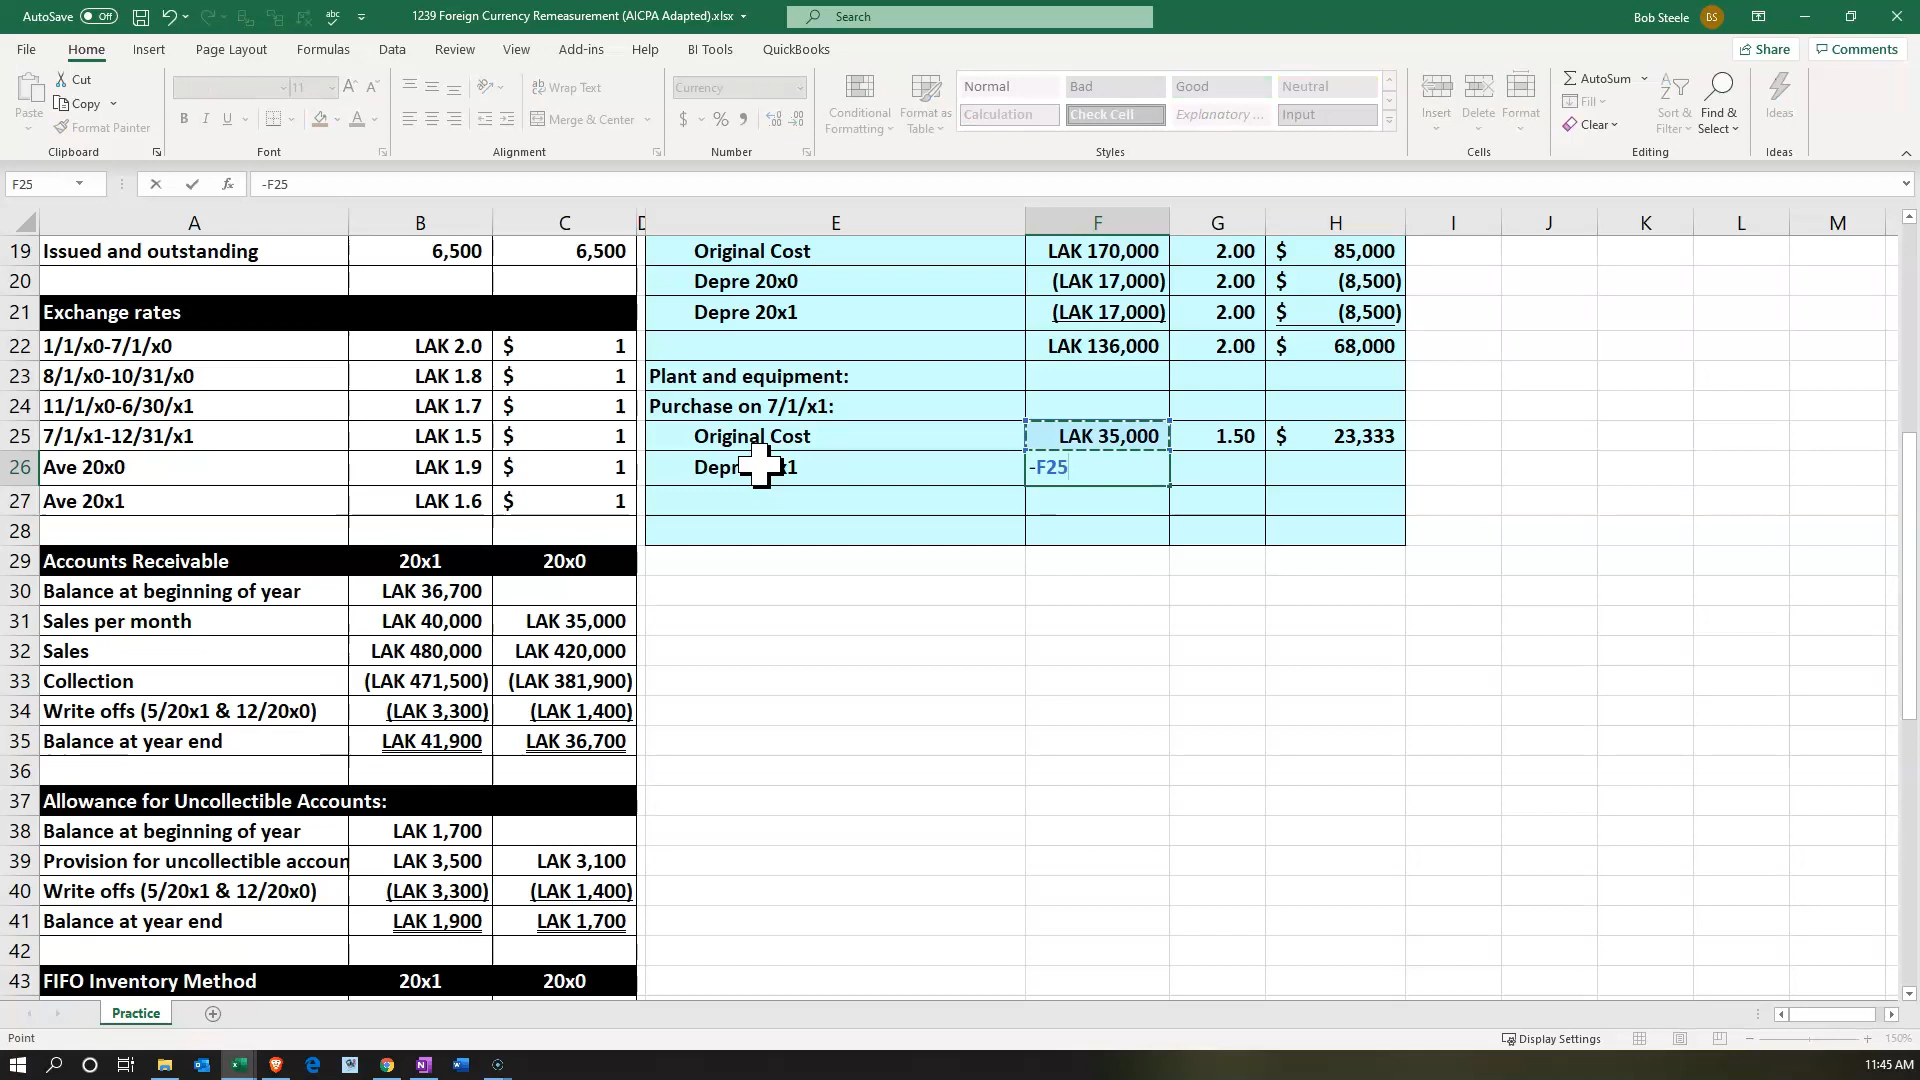 AutoSave Off
1239 Foreign Currency Remeasurement (AICPA Adapted).xlsx
Search
Bob Steele BS
File Home Insert Page Layout Formulas Data Review View Add-ins Help BI Tools QuickBooks
Share Comments
Paste Cut Copy Format Painter
11 Wrap Text Merge & Center
Currency
Conditional Formatting Format as Table
Normal Bad Good Neutral
Calculation Check Cell Explanatory ... Input
Insert Delete Format
AutoSum Fill Clear Sort & Filter Find & Select Ideas
Clipboard Font Alignment Number Styles Cells Editing Ideas
F25 fx -F25
A B C D E F G H I J K L M
19 Issued and outstanding 6,500 6,500 Original Cost LAK 170,000 2.00 $ 85,000
20 Depre 20x0 (LAK 17,000) 2.00 $ (8,500)
21 Exchange rates Depre 20x1 (LAK 17,000) 2.00 $ (8,500)
22 1/1/x0-7/1/x0 LAK 2.0 $ 1 LAK 136,000 2.00 $ 68,000
23 8/1/x0-10/31/x0 LAK 1.8 $ 1 Plant and equipment:
24 11/1/x0-6/30/x1 LAK 1.7 $ 1 Purchase on 7/1/x1:
25 7/1/x1-12/31/x1 LAK 1.5 $ 1 Original Cost LAK 35,000 1.50 $ 23,333
26 Ave 20x0 LAK 1.9 $ 1 -F25
27 Ave 20x1 LAK 1.6 $ 1
28
29 Accounts Receivable 20x1 20x0
30 Balance at beginning of year LAK 36,700
31 Sales per month LAK 40,000 LAK 35,000
32 Sales LAK 480,000 LAK 420,000
33 Collection (LAK 471,500) (LAK 381,900)
34 Write offs (5/20x1 & 12/20x0) (LAK 3,300) (LAK 1,400)
35 Balance at year end LAK 41,900 LAK 36,700
36
37 Allowance for Uncollectible Accounts:
38 Balance at beginning of year LAK 1,700
39 Provision for uncollectible accoun LAK 3,500 LAK 3,100
40 Write offs (5/20x1 & 12/20x0) (LAK 3,300) (LAK 1,400)
41 Balance at year end LAK 1,900 LAK 1,700
42
43 FIFO Inventory Method 20x1 20x0
Practice
Point Display Settings 150%
11:45 AM